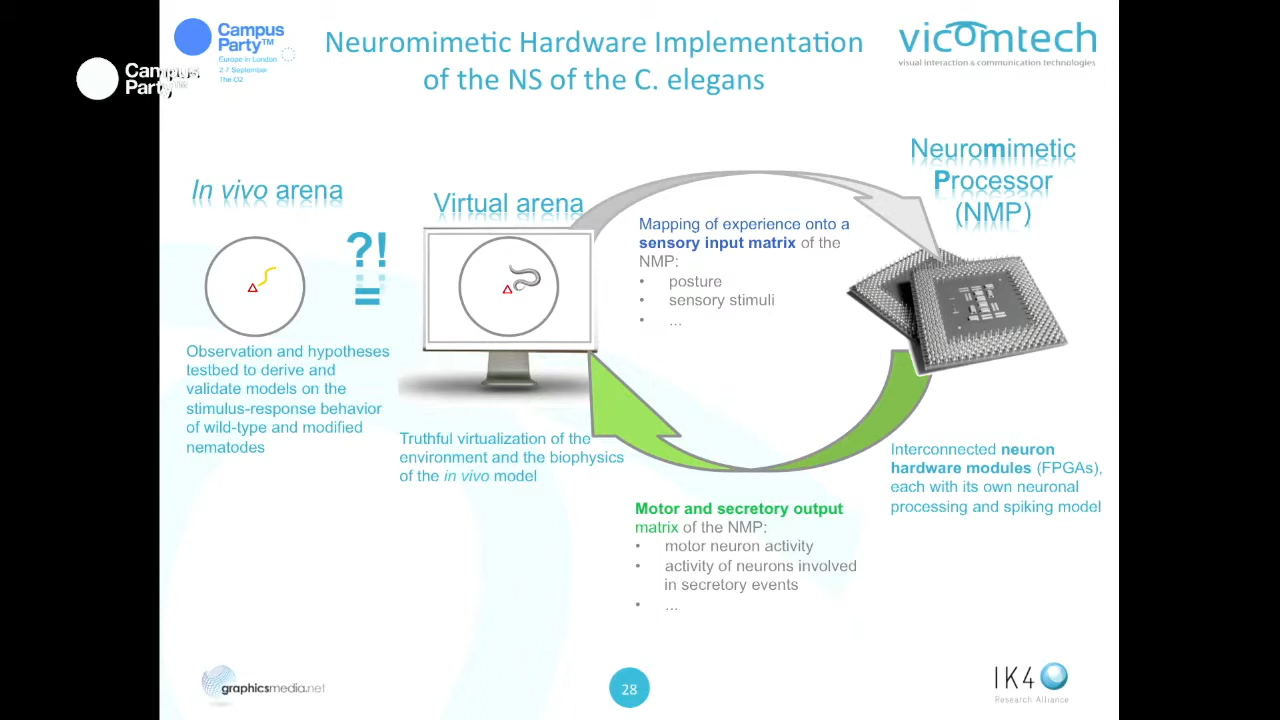 Campus
Party™
Europe in London
2-7 September
The O2
Campus
Party™
Neuromimetic Hardware Implementation
of the NS of the C. elegans
vicomtech
visual interaction & communication technologies
In vivo arena
?!
=
Observation and hypotheses
testbed to derive and
validate models on the
stimulus-response behavior
of wild-type and modified
nematodes
Virtual arena
Truthful virtualization of the
environment and the biophysics
of the in vivo model
Mapping of experience onto a
sensory input matrix of the
NMP:
• posture
• sensory stimuli
• ...
Neuromimetic
Processor
(NMP)
Interconnected neuron
hardware modules (FPGAs),
each with its own neuronal
processing and spiking model
Motor and secretory output
matrix of the NMP:
• motor neuron activity
• activity of neurons involved
in secretory events
• ...
graphicsmedia.net
28
IK4
Research Alliance